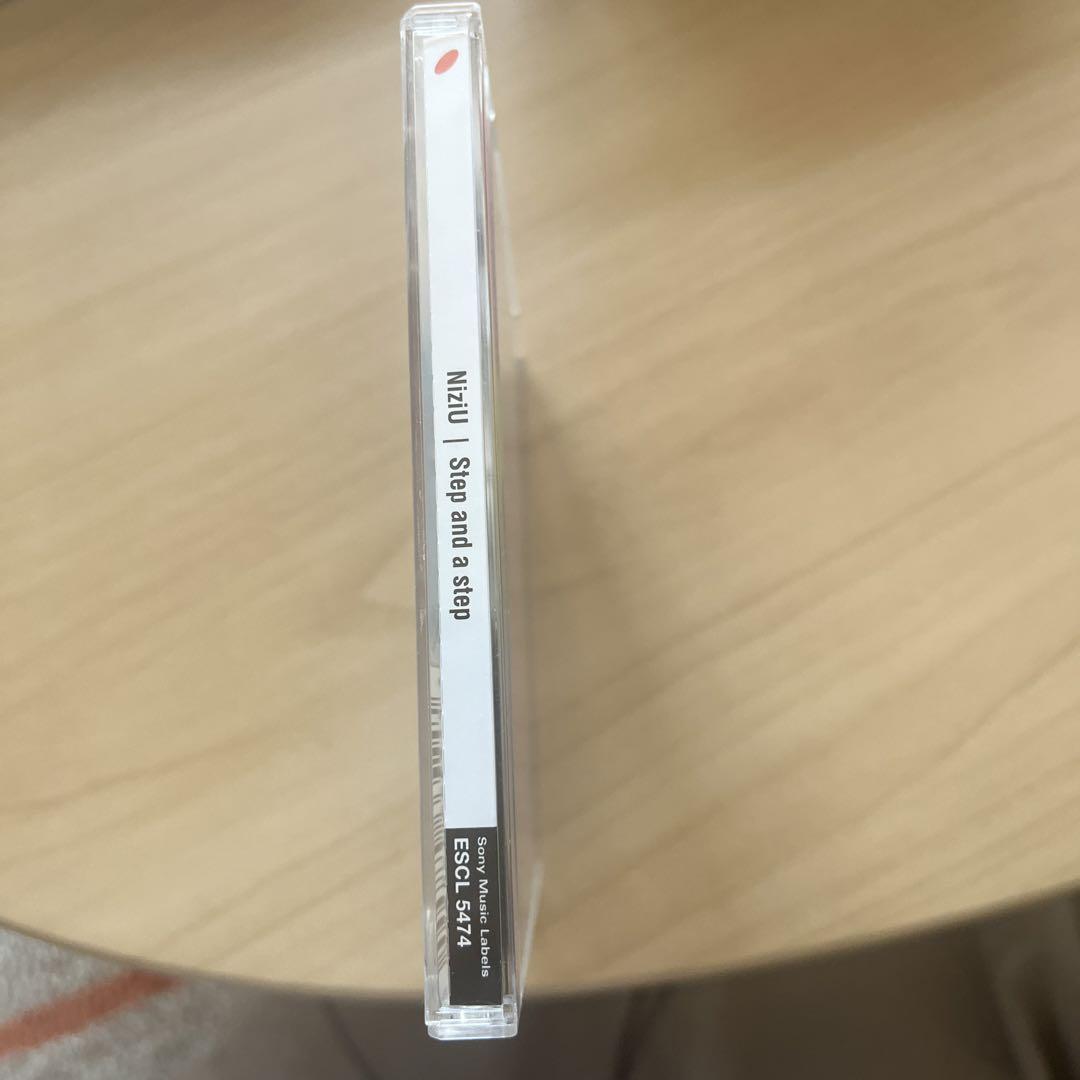 NiziU | Step and a step
Sony Music Labels
ESCL 5474